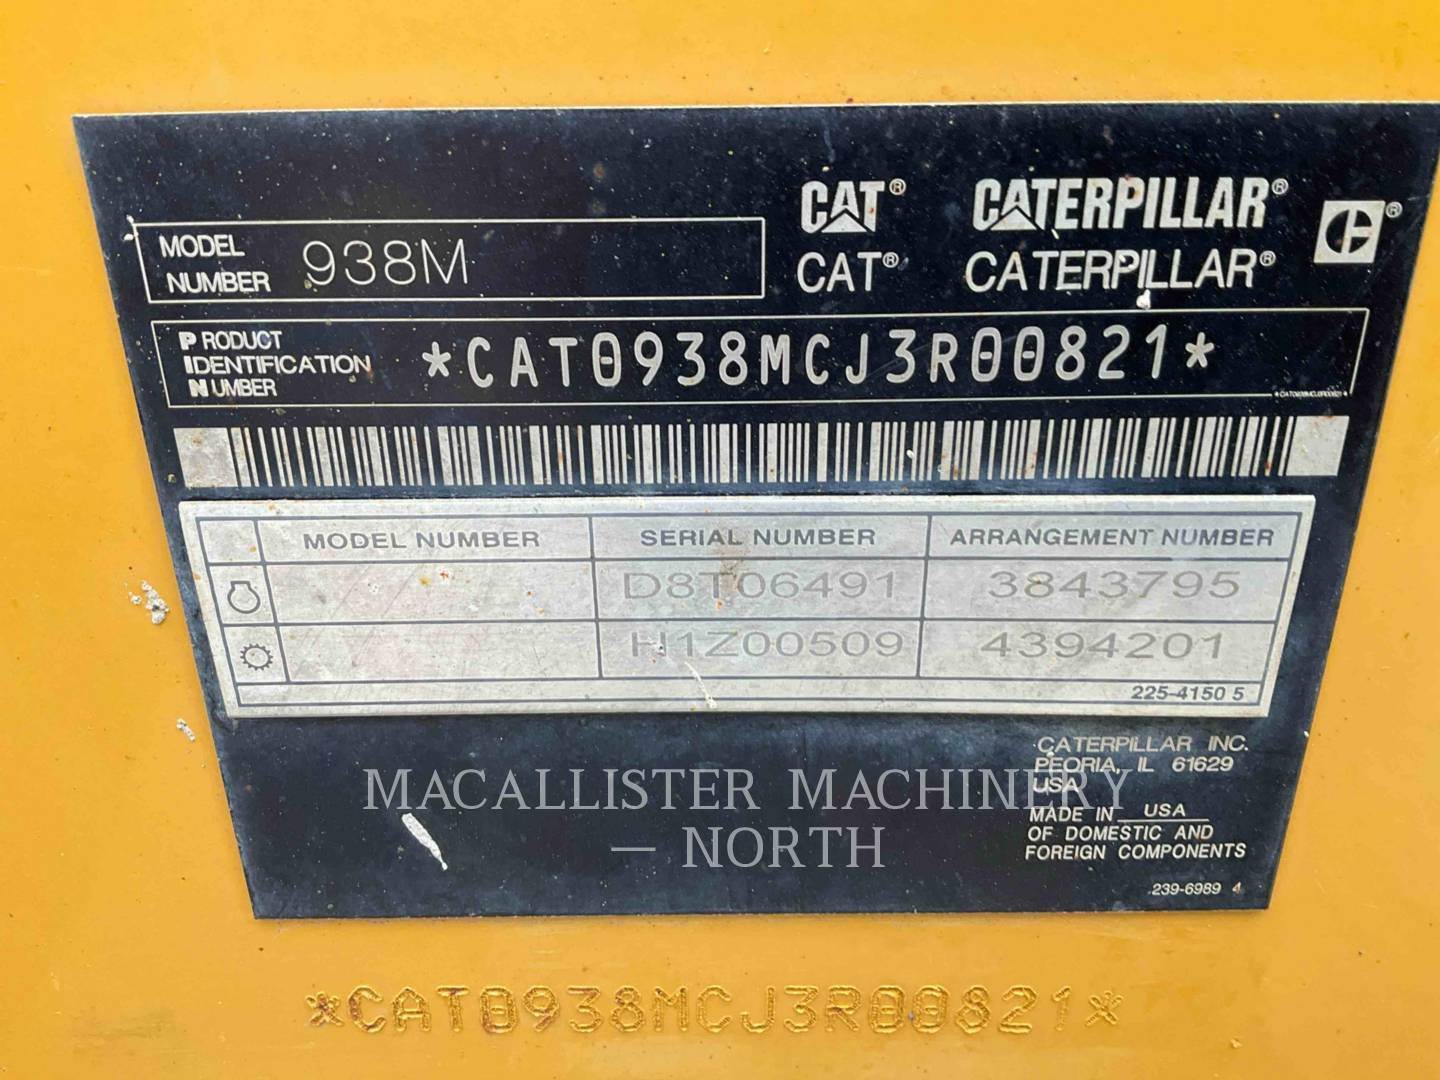 CAT® CATERPILLAR®
CAT® CATERPILLAR® ®
MODEL
NUMBER 938M
PRODUCT
IDENTIFICATION
NUMBER
*CAT0938MCJ3R00821*
*CAT0938MCJ3R00821*
MODEL NUMBER SERIAL NUMBER ARRANGEMENT NUMBER
D8T06491 3843795
H1Z00509 4394201
225-4150 5
CATERPILLAR INC.
PEORIA, IL 61629
USA
MADE IN USA
OF DOMESTIC AND
FOREIGN COMPONENTS
239-6989 4
MACALLISTER MACHINERY
— NORTH
*CAT0938MCJ3R00821*